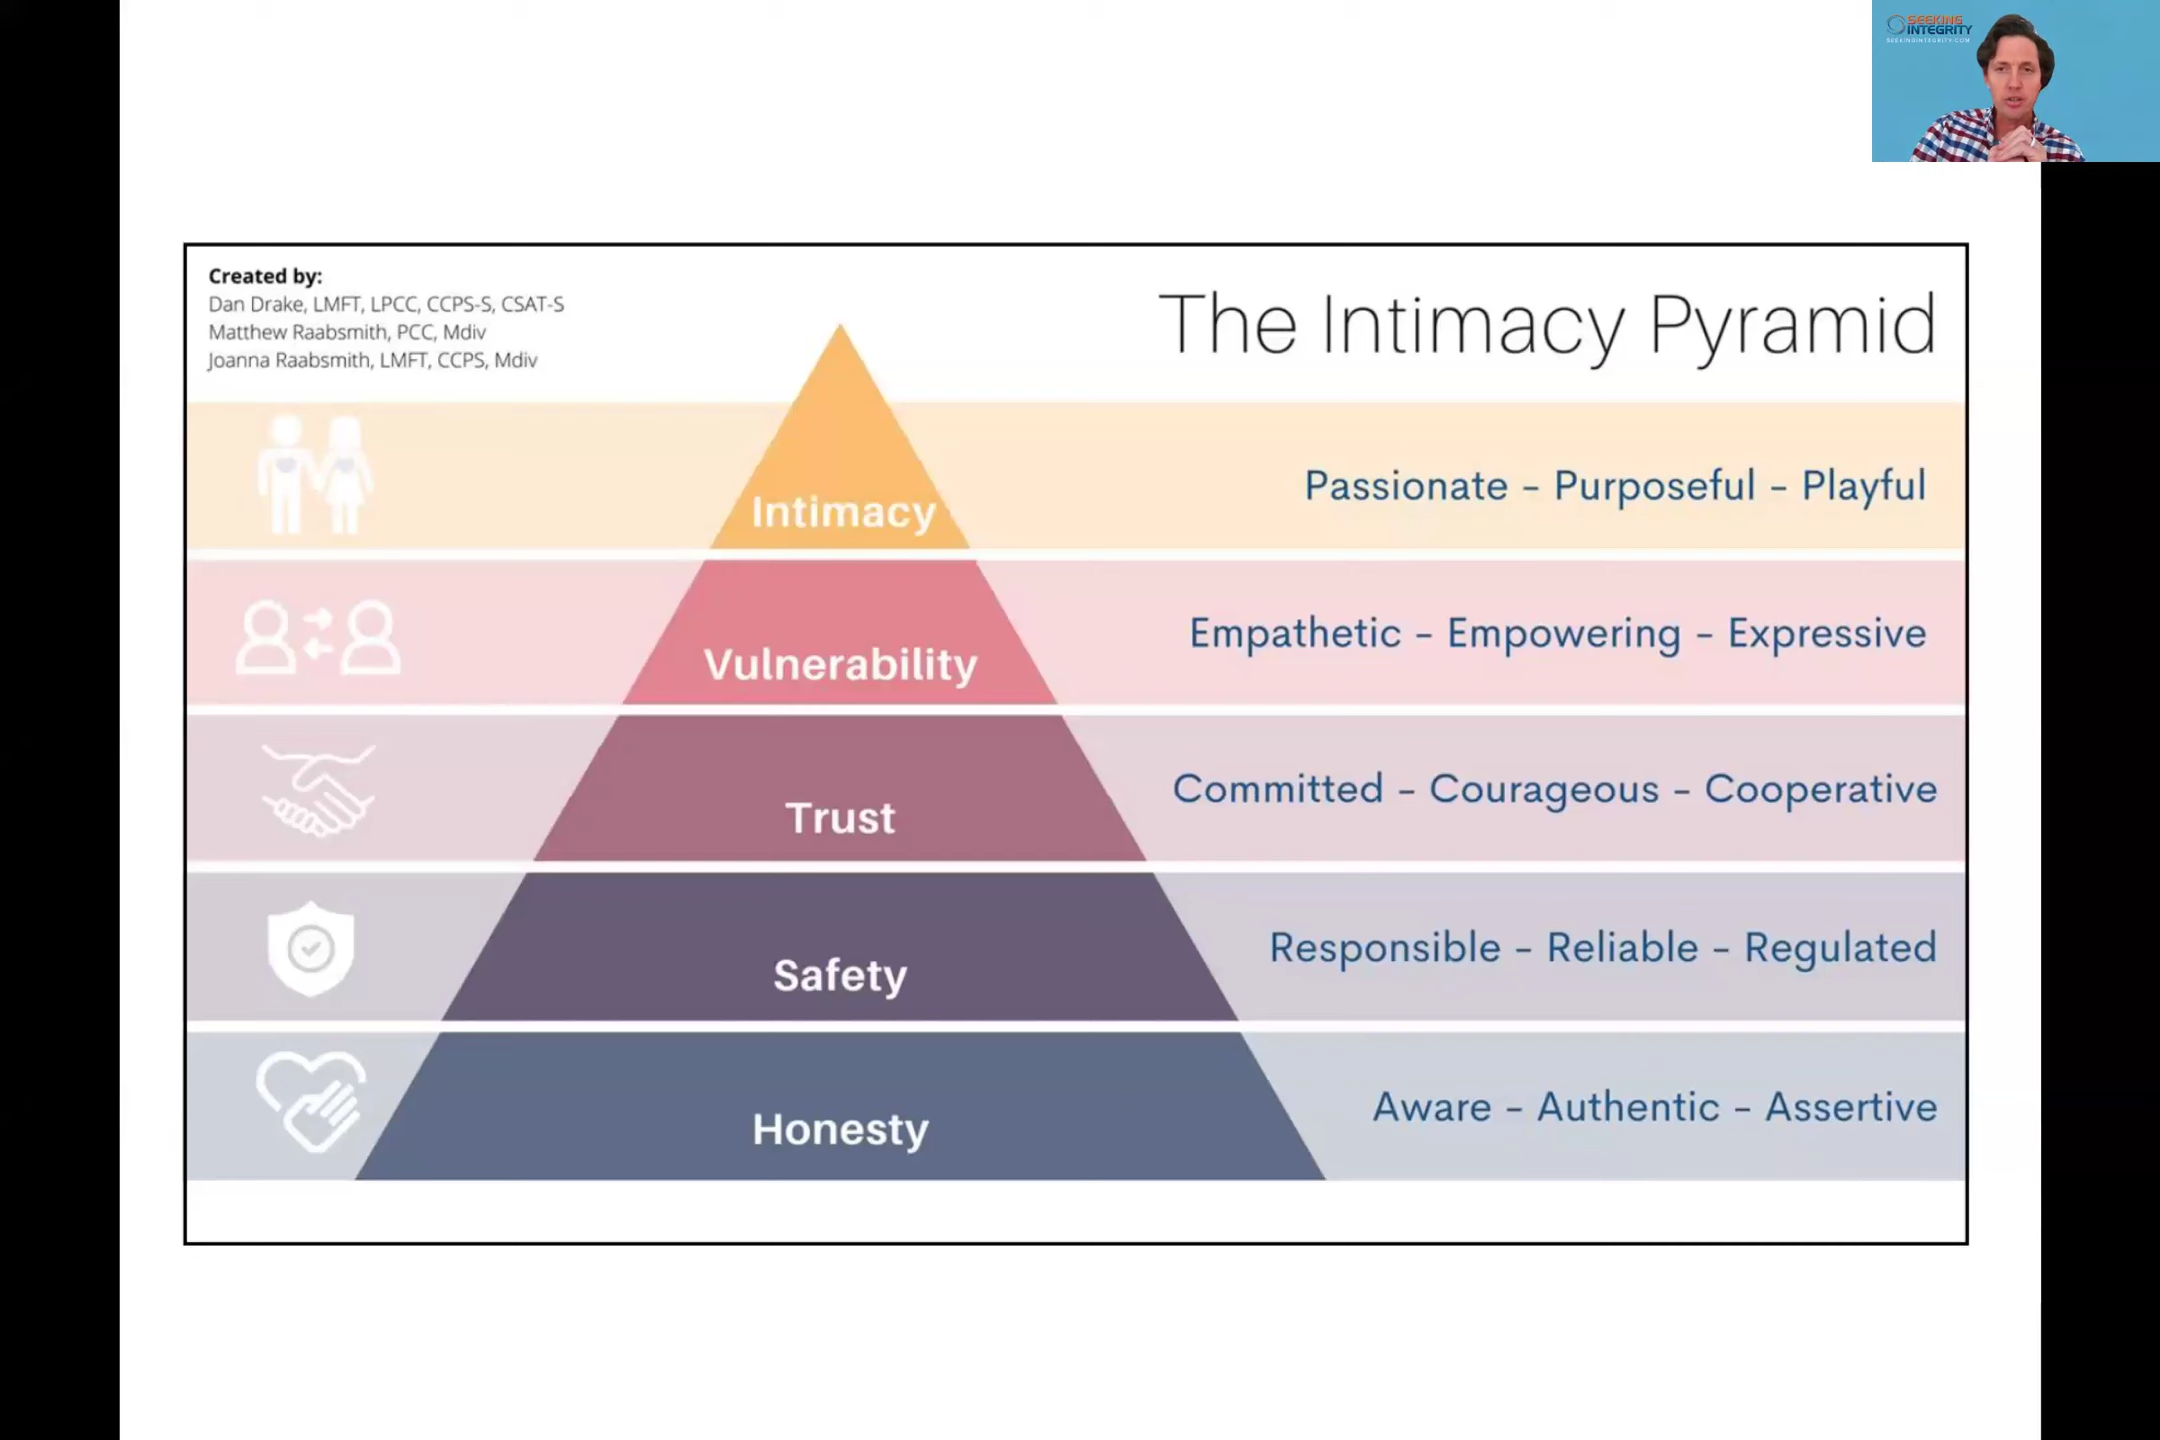 SEEKING
INTEGRITY
SEEKINGINTEGRITY.COM
Created by:
Dan Drake, LMFT, LPCC, CCPS-S, CSAT-S
Matthew Raabsmith, PCC, Mdiv
Joanna Raabsmith, LMFT, CCPS, Mdiv
The Intimacy Pyramid
Intimacy
Passionate - Purposeful - Playful
Vulnerability
Empathetic - Empowering - Expressive
Trust
Committed - Courageous - Cooperative
Safety
Responsible - Reliable - Regulated
Honesty
Aware - Authentic - Assertive